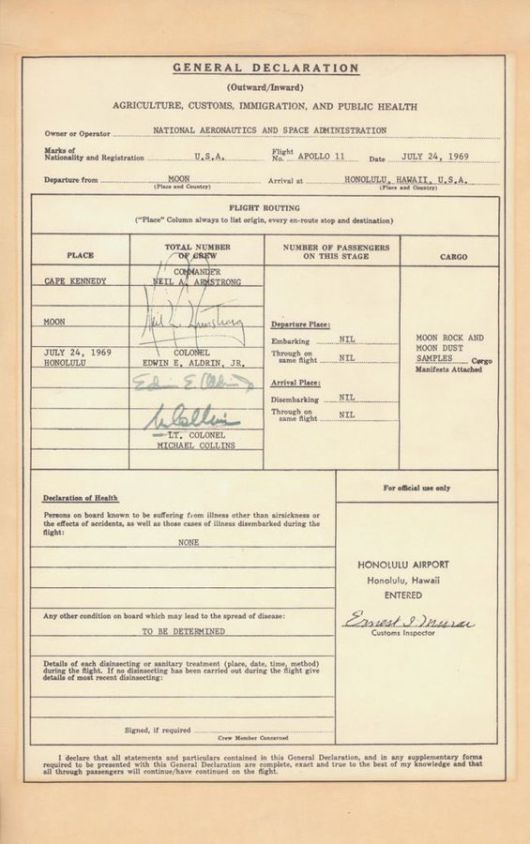 GENERAL DECLARATION
(Outward/Inward)
AGRICULTURE, CUSTOMS, IMMIGRATION, AND PUBLIC HEALTH
Owner or Operator NATIONAL AERONAUTICS AND SPACE ADMINISTRATION
Marks of
Nationality and Registration U.S.A. Flight
No. APOLLO 11 Date JULY 24, 1969
Departure from MOON Arrival at HONOLULU, HAWAII, U.S.A.
(Place and Country) (Place and Country)
FLIGHT ROUTING
("Place" Column always to list origin, every en-route stop and destination)
PLACE
TOTAL NUMBER
OF CREW
NUMBER OF PASSENGERS
ON THIS STAGE
CARGO
CAPE KENNEDY
MOON
JULY 24, 1969
HONOLULU
COMMANDER
NEIL A. ARMSTRONG
Neil A. Armstrong
COLONEL
EDWIN E. ALDRIN, JR.
Edwin E. Aldrin Jr
M Collins
LT. COLONEL
MICHAEL COLLINS
Departure Place:
Embarking NIL
Through on
same flight NIL
Arrival Place:
Disembarking NIL
Through on
same flight NIL
MOON ROCK AND
MOON DUST
SAMPLES Cargo
Manifests Attached
Declaration of Health
Persons on board known to be suffering from illness other than airsickness or
the effects of accidents, as well as those cases of illness disembarked during the
flight:
NONE
Any other condition on board which may lead to the spread of disease:
TO BE DETERMINED
Details of each disinsecting or sanitary treatment (place, date, time, method)
during the flight. If no disinsecting has been carried out during the flight give
details of most recent disinsecting:
Signed, if required
Crew Member Concerned
For official use only
HONOLULU AIRPORT
Honolulu, Hawaii
ENTERED
Ernest I. Murai
Customs Inspector
I declare that all statements and particulars contained in this General Declaration, and in any supplementary forms
required to be presented with this General Declaration are complete, exact and true to the best of my knowledge and that
all through passengers will continue/have continued on the flight.